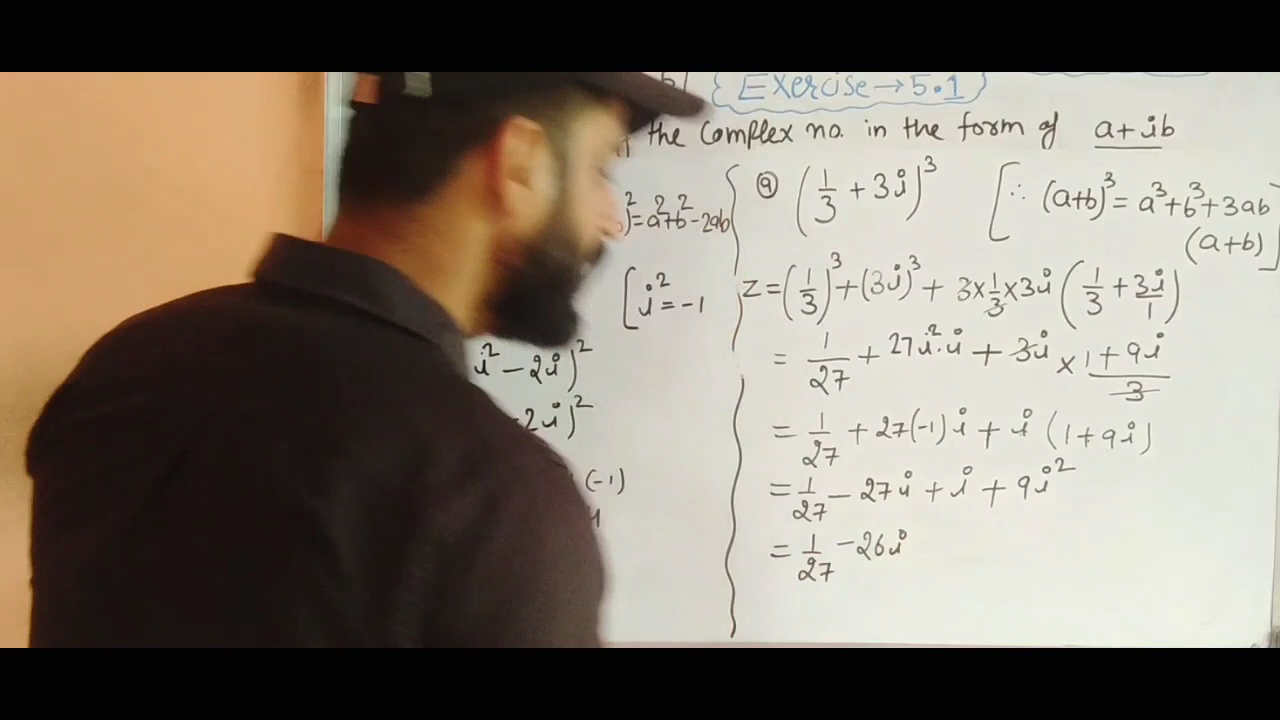 Exercise → 5.1
the Complex no. in the form of a + ib
)² = a² + b² - 2ab
[i² = -1
i² - 2i)²
-2i)²
(-1)
⑨ (1/3 + 3i)³ [∵ (a+b)³ = a³ + b³ + 3ab
(a+b)]
z = (1/3)³ + (3i)³ + 3 × 1/3 × 3i (1/3 + 3i/1)
= 1/27 + 27i².i + 3i × (1 + 9i)/3
= 1/27 + 27(-1)i + i (1 + 9i)
= 1/27 - 27i + i + 9i²
= 1/27 - 26i